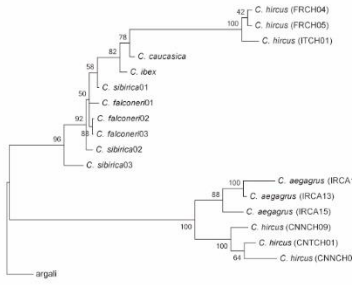 42
C. hircus (FRCH04)
78
C. hircus (FRCH05)
100
C. hircus (ITCH01)
82
C. caucasica
58
C. ibex
C. sibirica01
50
C. falconeri01
92
C. falconeri02
88
C. falconeri03
96
C. sibirica02
C. sibirica03
100
C. aegagrus
88
C. aegagrus (IRCA13)
C. aegagrus (IRCA15)
100
C. hircus (CNNCH09)
100
C. hircus (CNTCH01)
64
C. hircus
argali